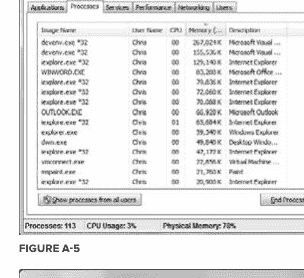 Applications Processes Services Performance Networking Users
Image Name User Name CPU Memory (... Description
devenv.exe *32 Chris 00 267,024 K Microsoft Visual ...
devenv.exe *32 Chris 00 155,536 K Microsoft Visual ...
iexplore.exe *32 Chris 00 129,140 K Internet Explorer
WINWORD.EXE Chris 00 83,200 K Microsoft Office ...
iexplore.exe *32 Chris 00 79,836 K Internet Explorer
iexplore.exe *32 Chris 00 72,060 K Internet Explorer
iexplore.exe *32 Chris 00 70,088 K Internet Explorer
OUTLOOK.EXE Chris 00 66,928 K Microsoft Outlook
iexplore.exe *32 Chris 01 65,684 K Internet Explorer
explorer.exe Chris 00 59,340 K Windows Explorer
dwm.exe Chris 00 49,840 K Desktop Windo...
iexplore.exe *32 Chris 00 47,172 K Internet Explorer
vmconnect.exe Chris 00 22,856 K Virtual Machine ...
mspaint.exe Chris 00 21,760 K Paint
iexplore.exe *32 Chris 00 20,900 K Internet Explorer
Show processes from all users End Process
Processes: 113 CPU Usage: 3% Physical Memory: 78%
FIGURE A-5